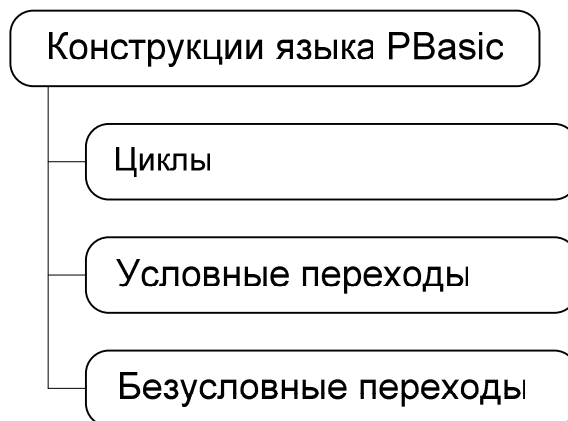 Конструкции языка PBasic
Циклы
Условные переходы
Безусловные переходы